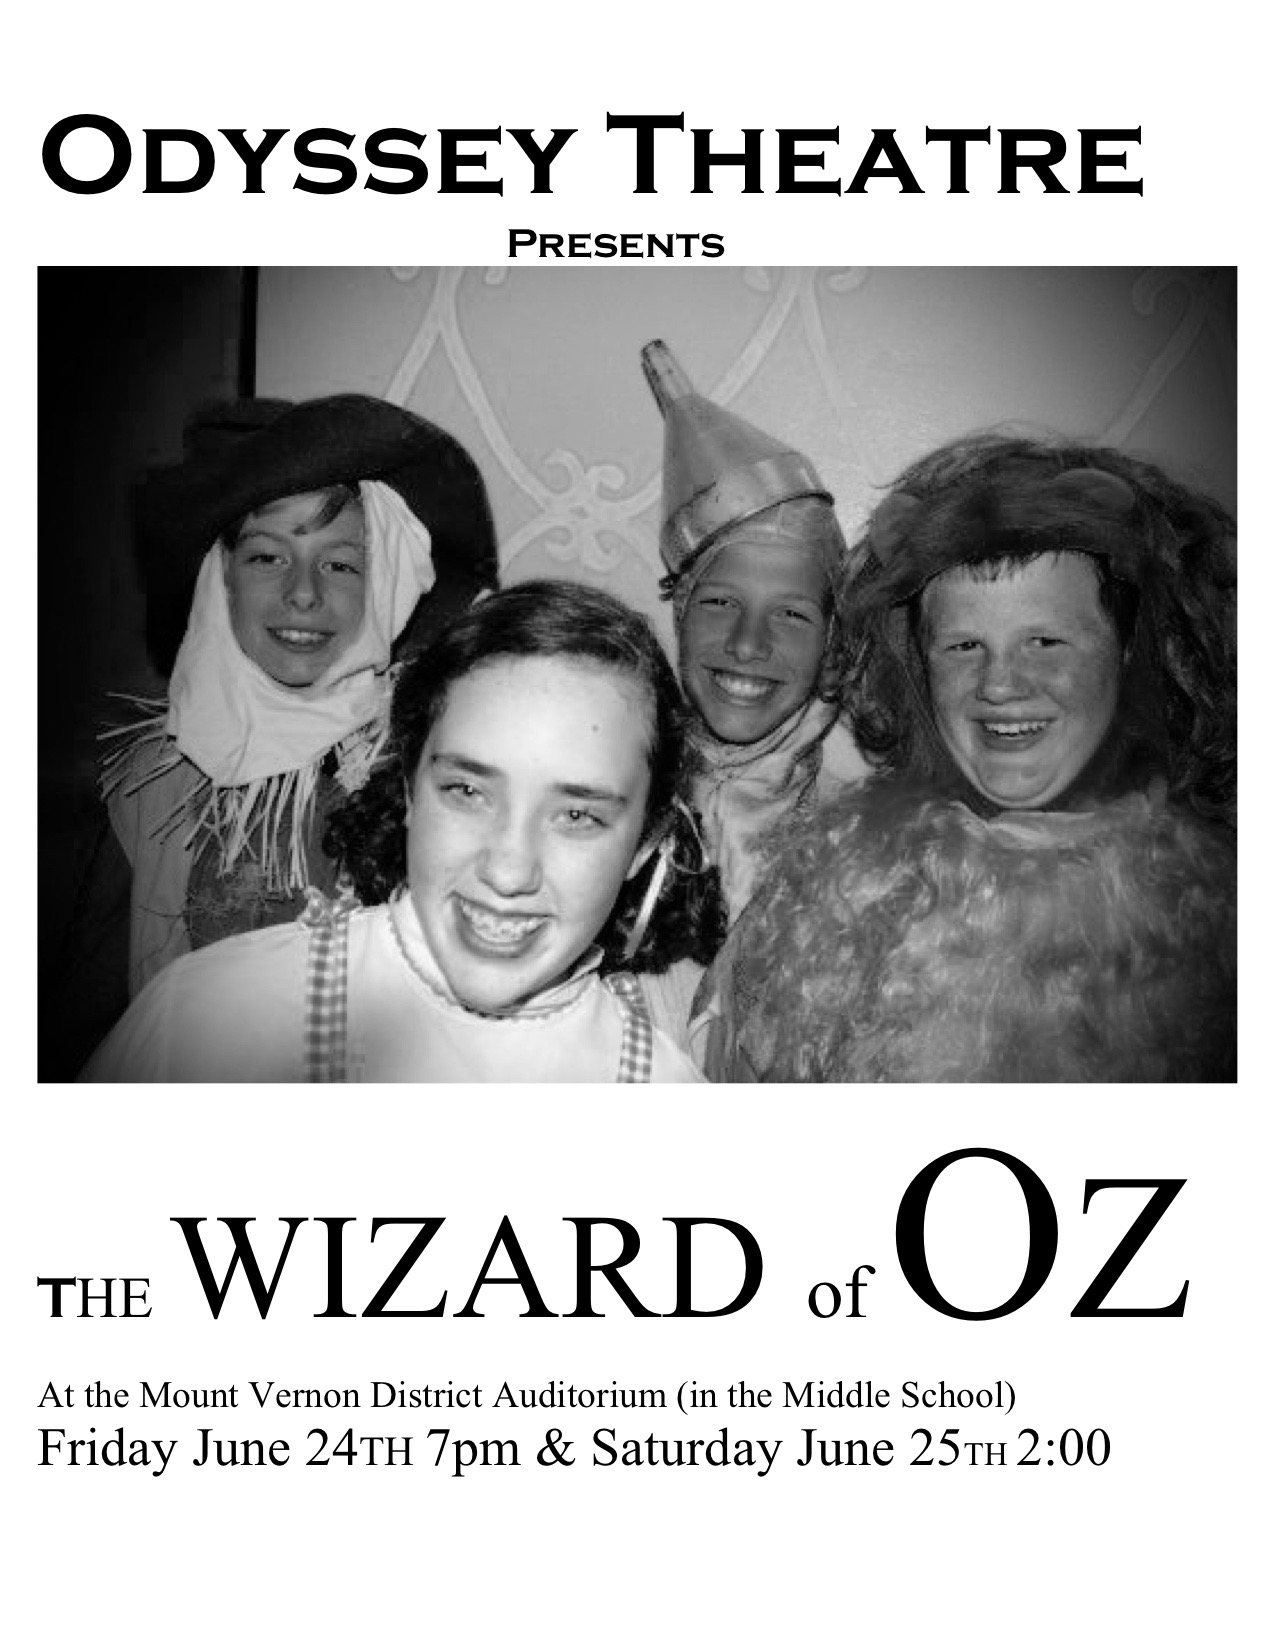 ODYSSEY THEATRE
PRESENTS
THE WIZARD of OZ
At the Mount Vernon District Auditorium (in the Middle School)
Friday June 24TH 7pm & Saturday June 25TH 2:00